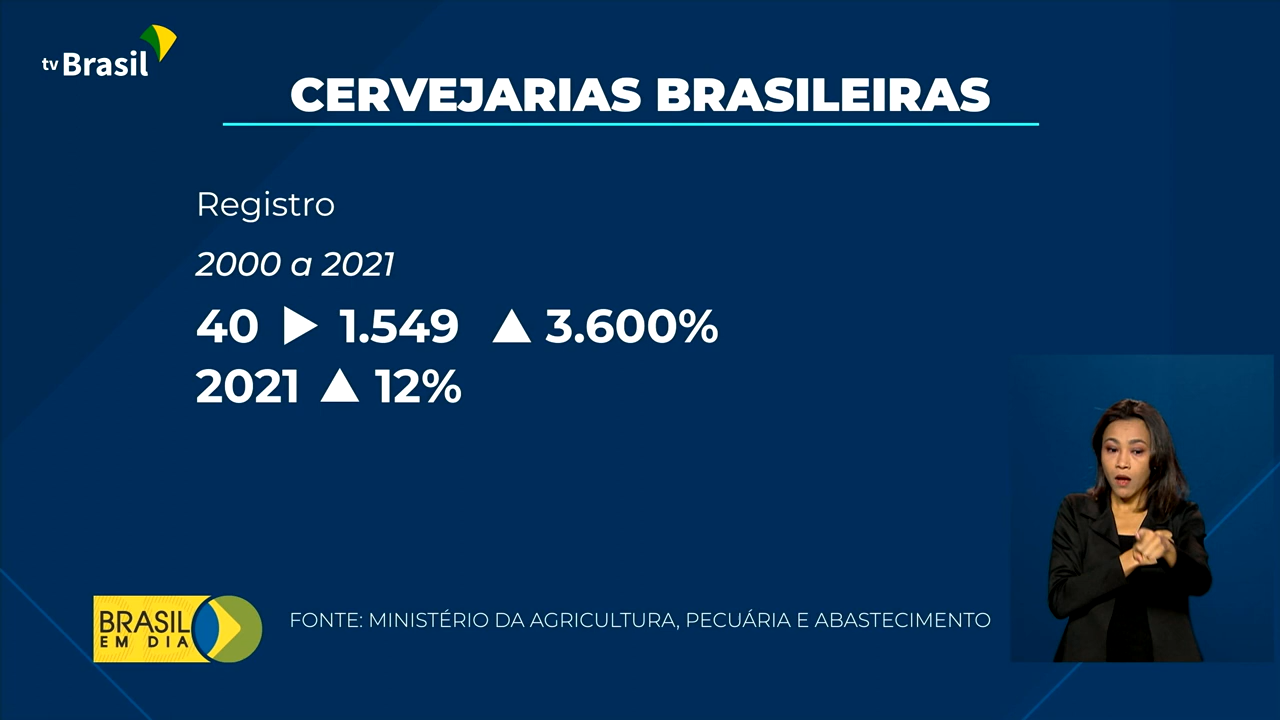 tv Brasil
CERVEJARIAS BRASILEIRAS
Registro
2000 a 2021
40 ▶ 1.549 ▲ 3.600%
2021 ▲ 12%
BRASIL
EM DIA
FONTE: MINISTÉRIO DA AGRICULTURA, PECUÁRIA E ABASTECIMENTO